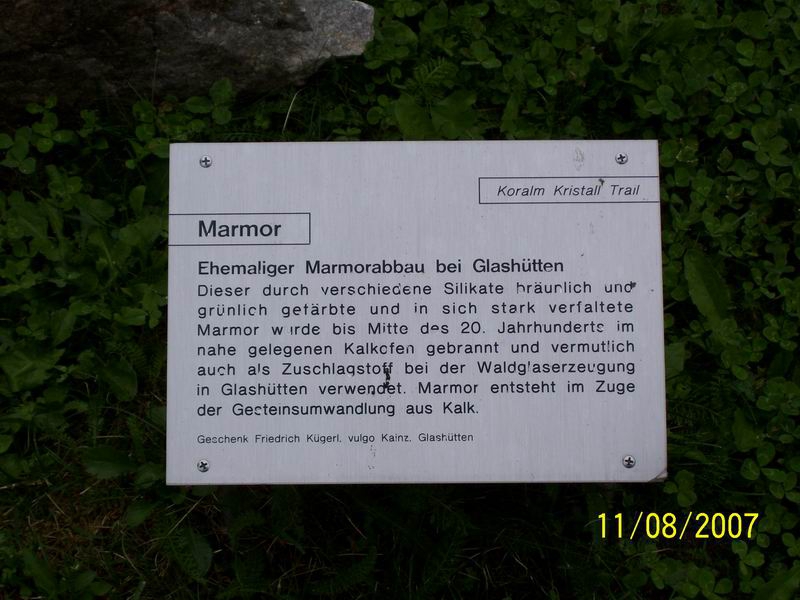 Koralm Kristall Trail
Marmor
Ehemaliger Marmorabbau bei Glashütten
Dieser durch verschiedene Silikate bräunlich und
grünlich gefärbte und in sich stark verfaltete
Marmor wurde bis Mitte des 20. Jahrhunderts im
nahe gelegenen Kalkofen gebrannt und vermutlich
auch als Zuschlagstoff bei der Waldglaserzeugung
in Glashütten verwendet. Marmor entsteht im Zuge
der Gesteinsumwandlung aus Kalk.
Geschenk Friedrich Kügerl, vulgo Kainz, Glashütten
11/08/2007